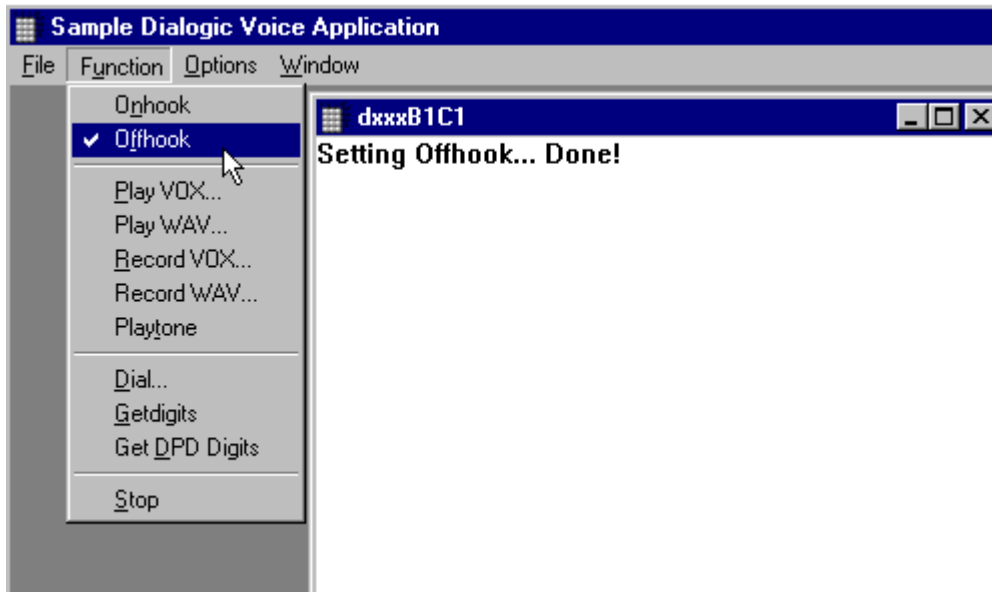 Sample Dialogic Voice Application
File Function Options Window
Onhook
Offhook
Play VOX...
Play WAV...
Record VOX...
Record WAV...
Playtone
Dial...
Getdigits
Get DPD Digits
Stop
dxxxB1C1
Setting Offhook... Done!